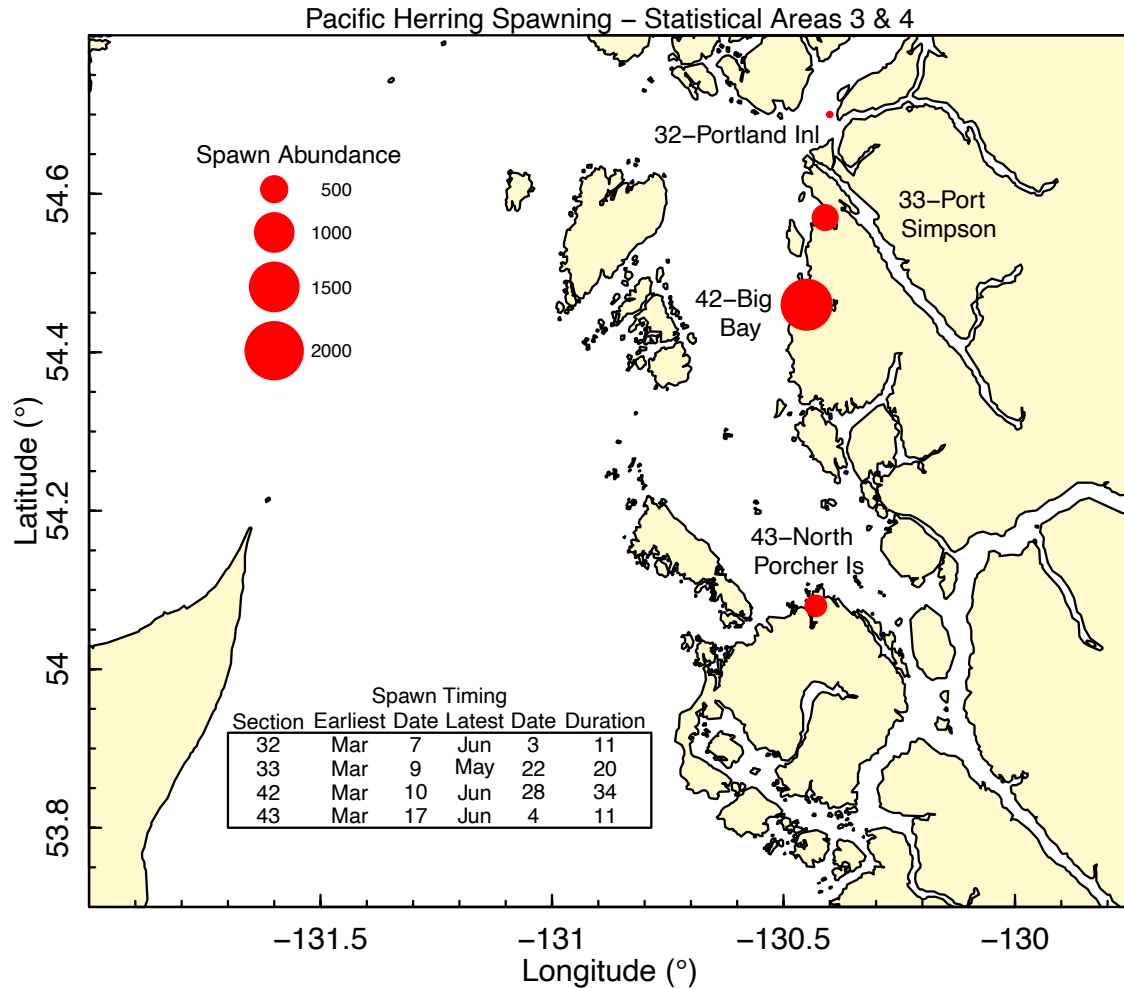 Pacific Herring Spawning – Statistical Areas 3 & 4
Spawn Abundance
500
1000
1500
2000
32−Portland Inl
33−Port
Simpson
42−Big
Bay
43−North
Porcher Is
Spawn Timing
Section Earliest Date Latest Date Duration
32 Mar 7 Jun 3 11
33 Mar 9 May 22 20
42 Mar 10 Jun 28 34
43 Mar 17 Jun 4 11
54.6
54.4
54.2
54
53.8
Latitude (°)
−131.5 −131 −130.5 −130
Longitude (°)